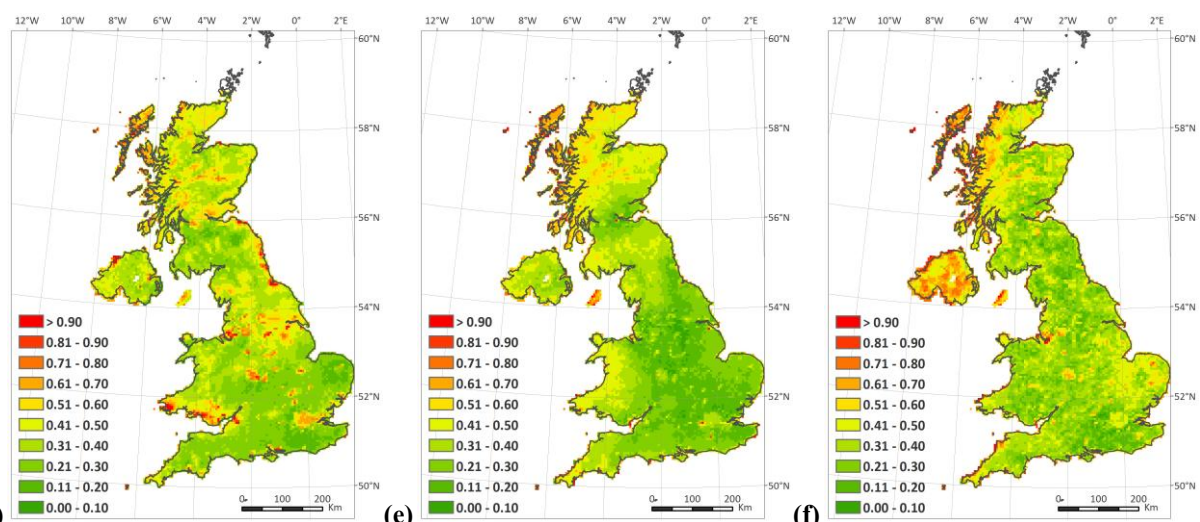 12°W 10°W 8°W 6°W 4°W 2°W 0° 2°E 12°W 10°W 8°W 6°W 4°W 2°W 0° 2°E 12°W 10°W 8°W 6°W 4°W 2°W 0° 2°E
60°N 60°N 60°N
58°N 58°N 58°N
56°N 56°N 56°N
54°N 54°N 54°N
> 0.90 > 0.90 > 0.90
0.81 - 0.90 0.81 - 0.90 0.81 - 0.90
0.71 - 0.80 0.71 - 0.80 0.71 - 0.80
0.61 - 0.70 0.61 - 0.70 0.61 - 0.70
0.51 - 0.60 52°N 0.51 - 0.60 52°N 0.51 - 0.60 52°N
0.41 - 0.50 0.41 - 0.50 0.41 - 0.50
0.31 - 0.40 0.31 - 0.40 0.31 - 0.40
0.21 - 0.30 0.21 - 0.30 0.21 - 0.30
0.11 - 0.20 0 100 200 50°N 0.11 - 0.20 0 100 200 50°N 0.11 - 0.20 0 100 200 50°N
0.00 - 0.10 Km 0.00 - 0.10 Km 0.00 - 0.10 Km
) (e) (f)